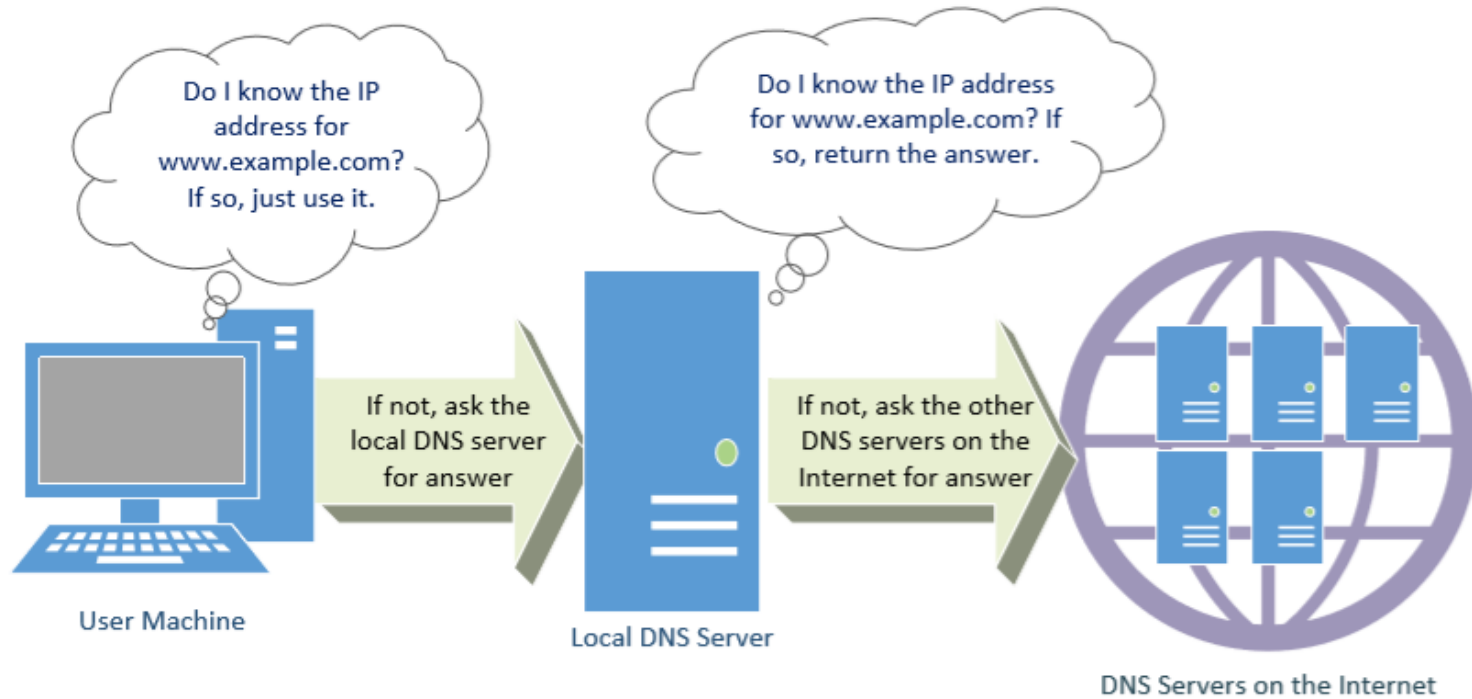 Do I know the IP
address for
www.example.com?
If so, just use it.
Do I know the IP address
for www.example.com? If
so, return the answer.
If not, ask the
local DNS server
for answer
If not, ask the other
DNS servers on the
Internet for answer
User Machine
Local DNS Server
DNS Servers on the Internet